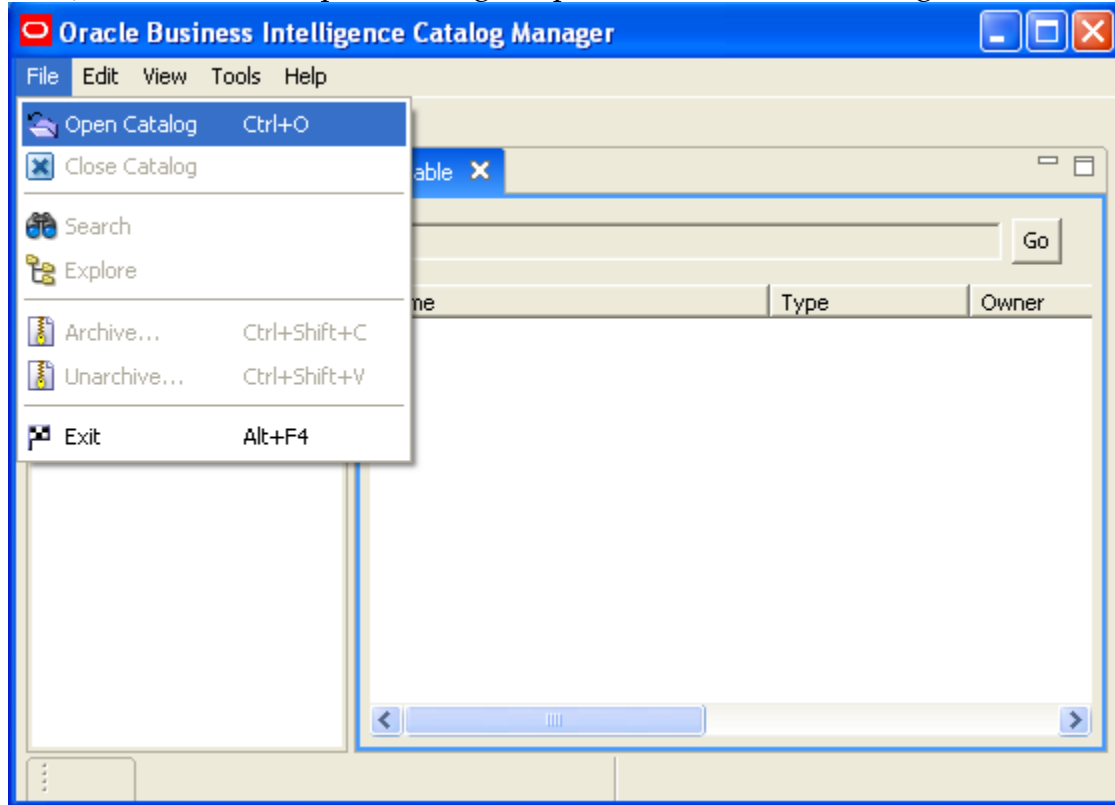 Oracle Business Intelligence Catalog Manager
File Edit View Tools Help
Open Catalog Ctrl+O
Close Catalog
able
Search
Go
Explore
me Type Owner
Archive... Ctrl+Shift+C
Unarchive... Ctrl+Shift+V
Exit Alt+F4